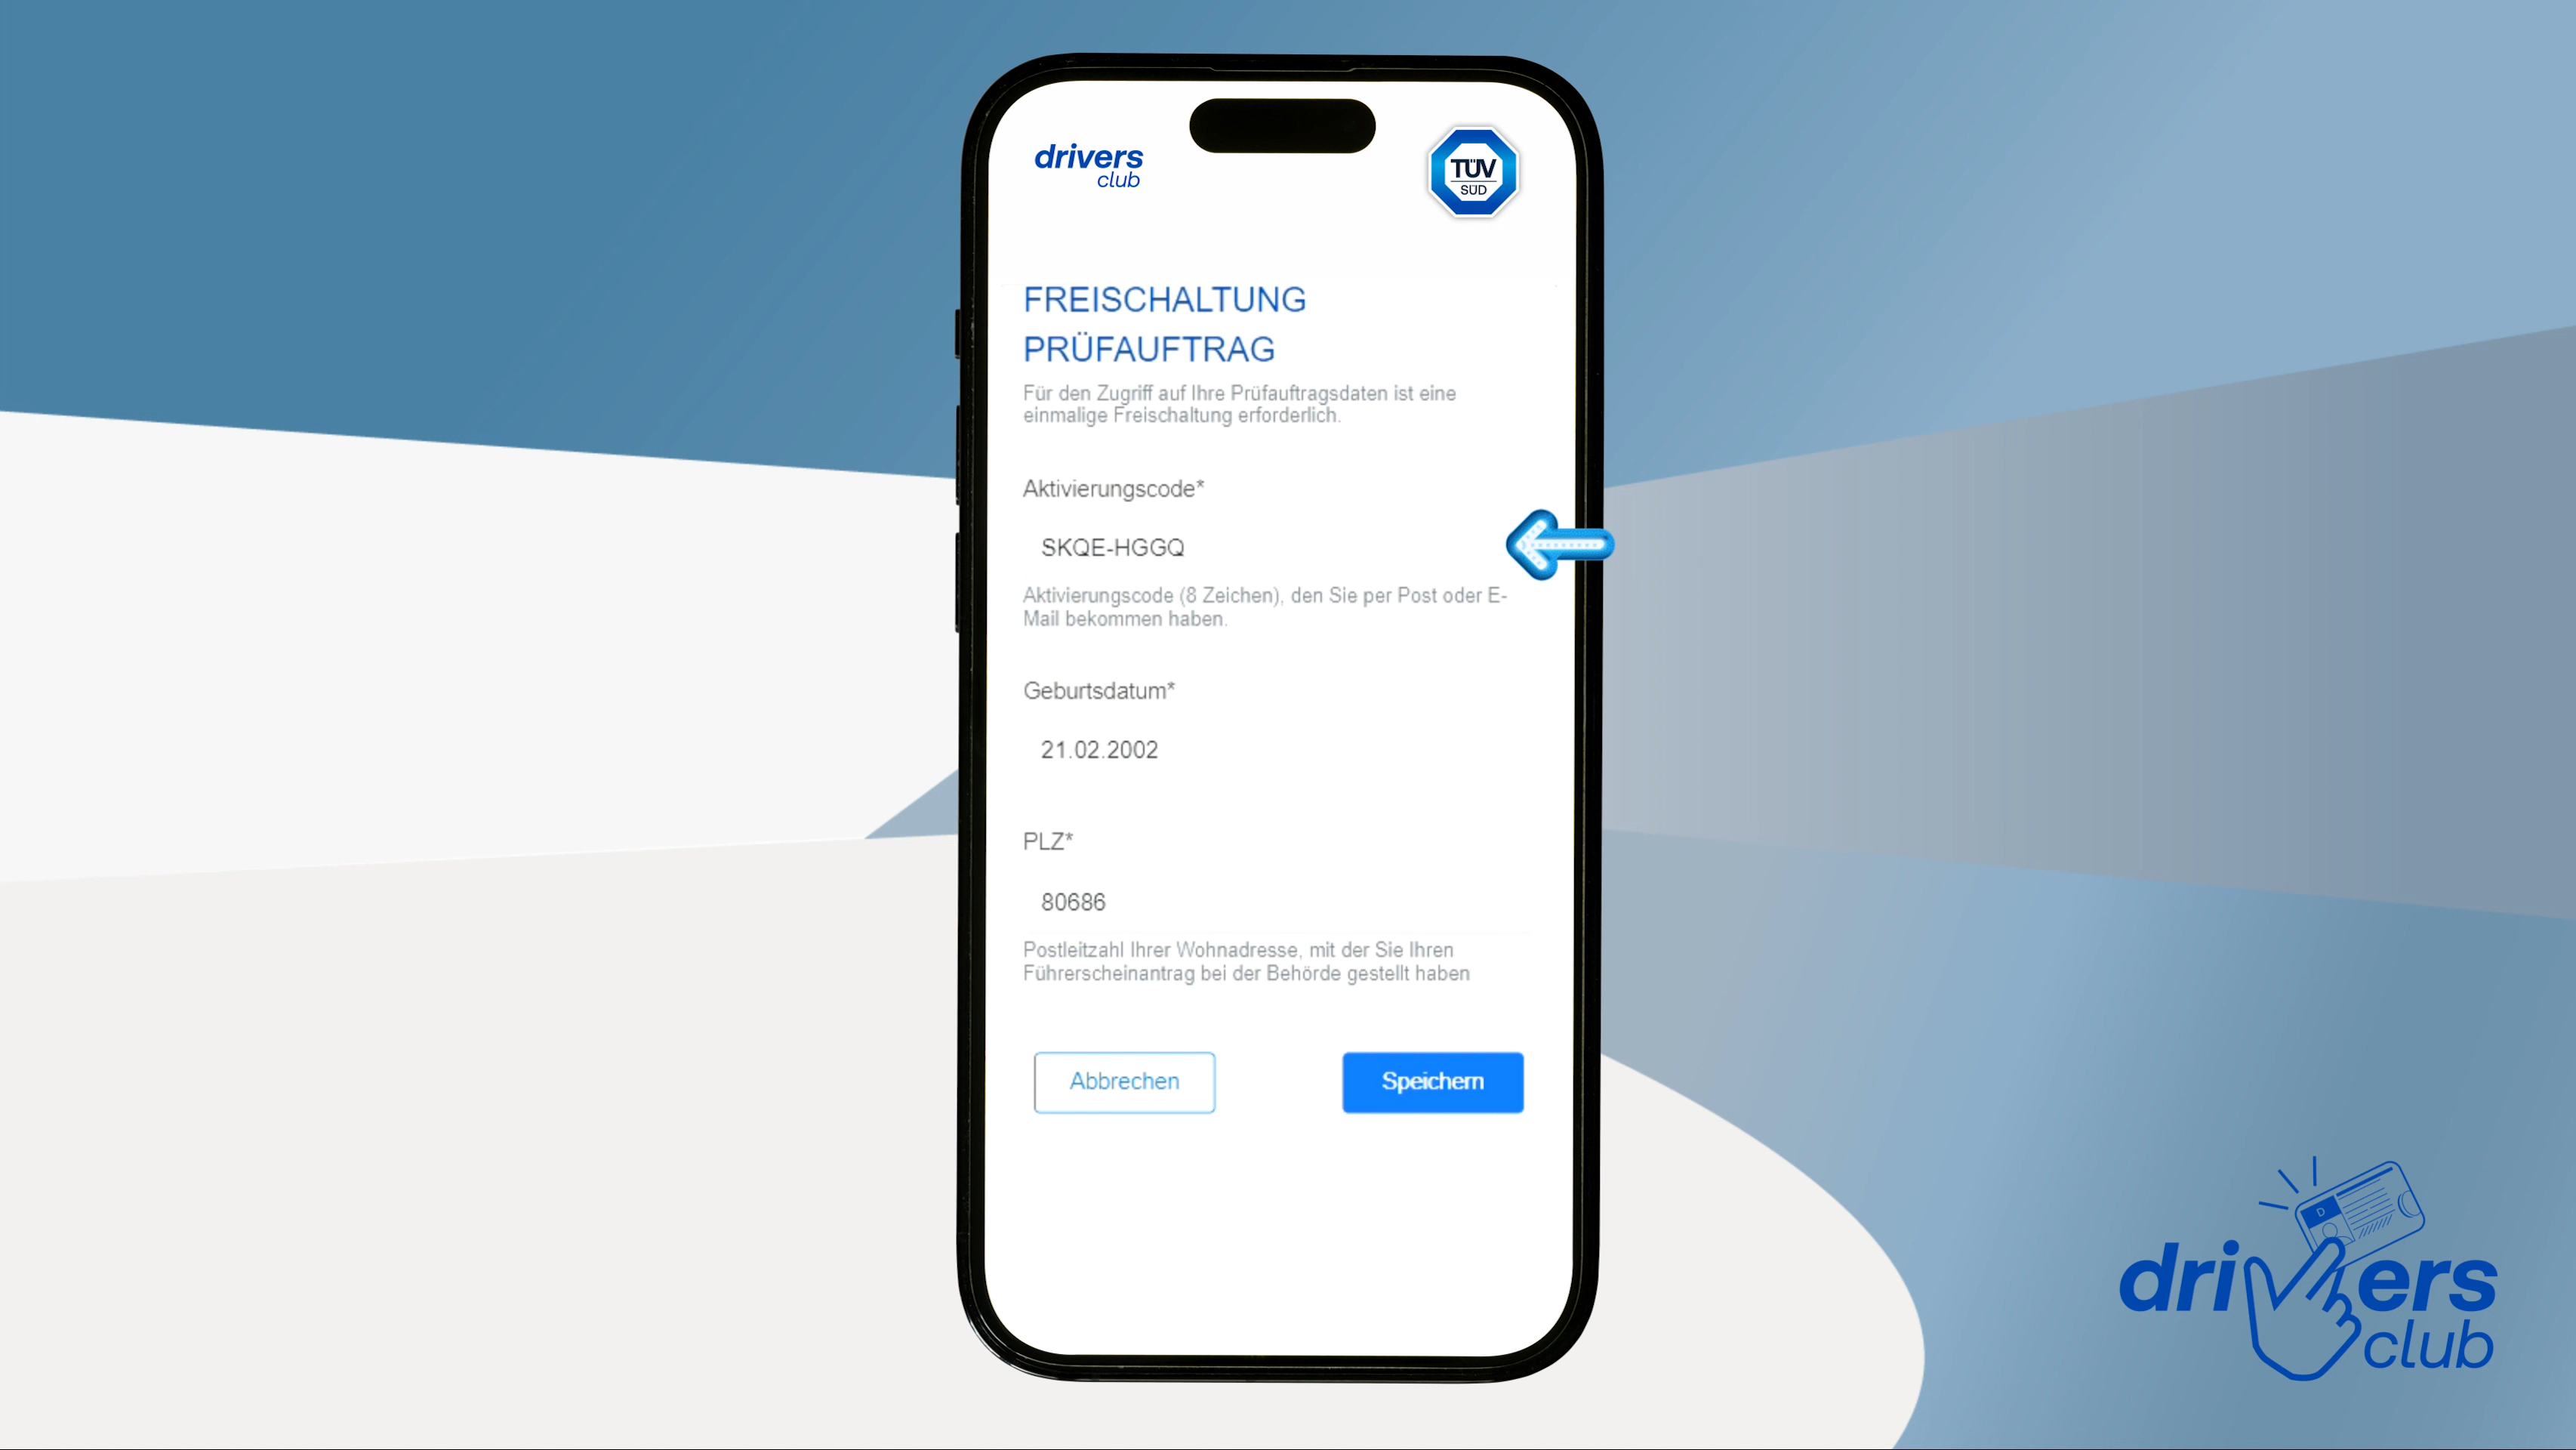 drivers
club
TÜV
SÜD
FREISCHALTUNG
PRÜFAUFTRAG
Für den Zugriff auf Ihre Prüfauftragsdaten ist eine
einmalige Freischaltung erforderlich.
Aktivierungscode*
SKQE-HGGQ
Aktivierungscode (8 Zeichen), den Sie per Post oder E-
Mail bekommen haben.
Geburtsdatum*
21.02.2002
PLZ*
80686
Postleitzahl Ihrer Wohnadresse, mit der Sie Ihren
Führerscheinantrag bei der Behörde gestellt haben
Abbrechen
Speichern
D
drivers
club